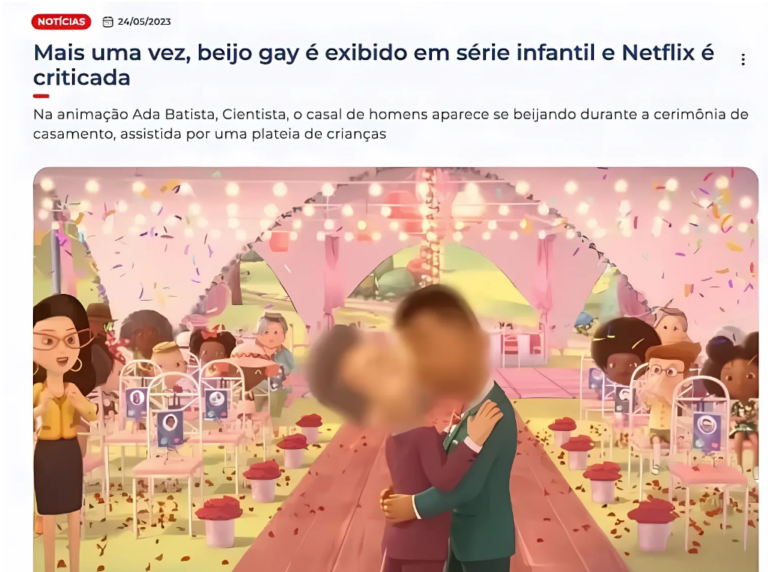 NOTÍCIAS 24/05/2023
Mais uma vez, beijo gay é exibido em série infantil e Netflix é
criticada
Na animação Ada Batista, Cientista, o casal de homens aparece se beijando durante a cerimônia de
casamento, assistida por uma plateia de crianças